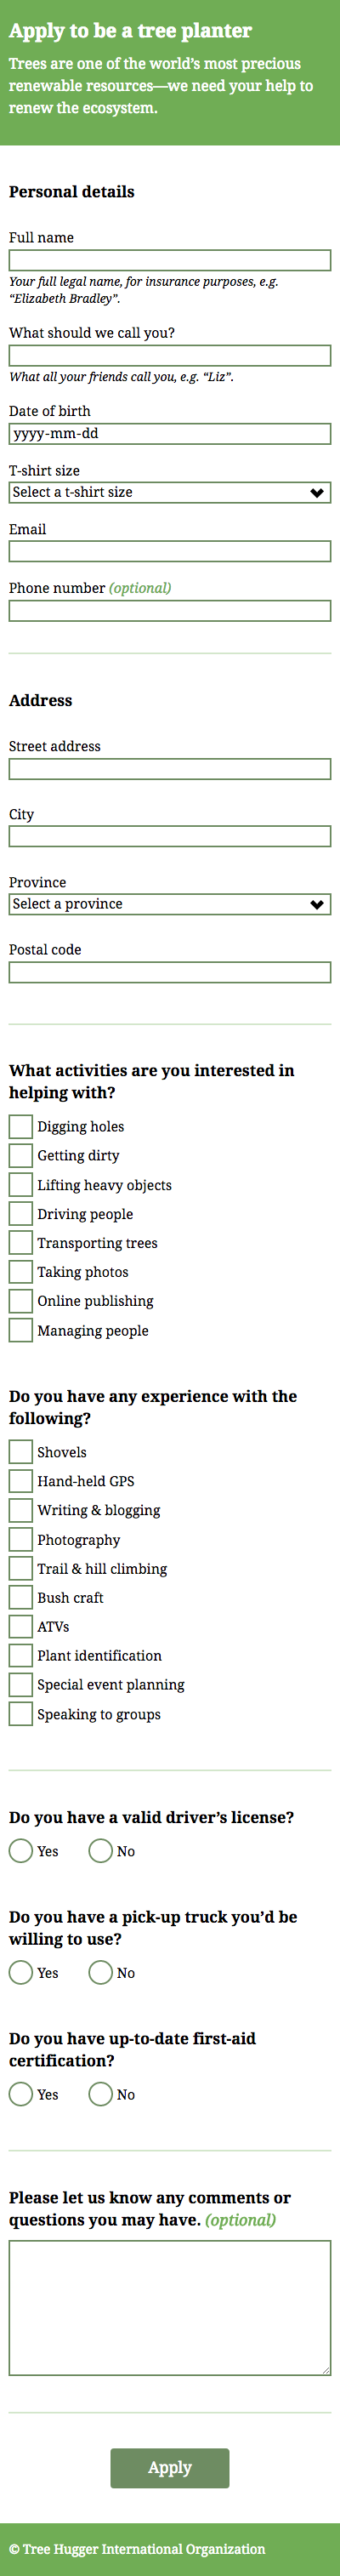 Apply to be a tree planter
Trees are one of the world’s most precious
renewable resources—we need your help to
renew the ecosystem.
Personal details
Full name
Your full legal name, for insurance purposes, e.g.
“Elizabeth Bradley”.
What should we call you?
What all your friends call you, e.g. “Liz”.
Date of birth
yyyy-mm-dd
T-shirt size
Select a t-shirt size
Email
Phone number (optional)
Address
Street address
City
Province
Select a province
Postal code
What activities are you interested in
helping with?
Digging holes
Getting dirty
Lifting heavy objects
Driving people
Transporting trees
Taking photos
Online publishing
Managing people
Do you have any experience with the
following?
Shovels
Hand-held GPS
Writing & blogging
Photography
Trail & hill climbing
Bush craft
ATVs
Plant identification
Special event planning
Speaking to groups
Do you have a valid driver’s license?
Yes No
Do you have a pick-up truck you’d be
willing to use?
Yes No
Do you have up-to-date first-aid
certification?
Yes No
Please let us know any comments or
questions you may have. (optional)
Apply
© Tree Hugger International Organization